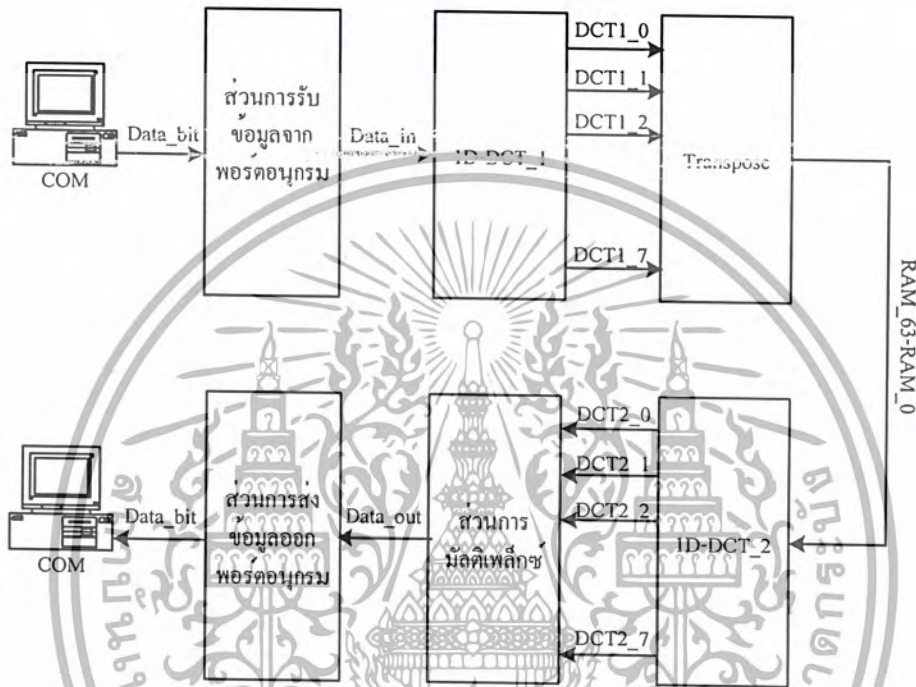 DCT1_0
DCT1_1
DCT1_2
DCT1_7
COM
Data_bit
ส่วนการรับ
ข้อมูลจาก
พอร์ตอนุกรม
Data_in
1D-DCT_1
Transpose
RAM_63-RAM_0
COM
Data_bit
ส่วนการส่ง
ข้อมูลออก
พอร์ตอนุกรม
Data_out
ส่วนการ
มัลติเพล็กซ์
DCT2_0
DCT2_1
DCT2_2
DCT2_7
1D-DCT_2